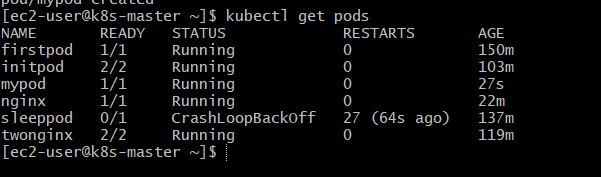 pod/mypod created
[ec2-user@k8s-master ~]$ kubectl get pods
NAME READY STATUS RESTARTS AGE
firstpod 1/1 Running 0 150m
initpod 2/2 Running 0 103m
mypod 1/1 Running 0 27s
nginx 1/1 Running 0 22m
sleeppod 0/1 CrashLoopBackOff 27 (64s ago) 137m
twonginx 2/2 Running 0 119m
[ec2-user@k8s-master ~]$